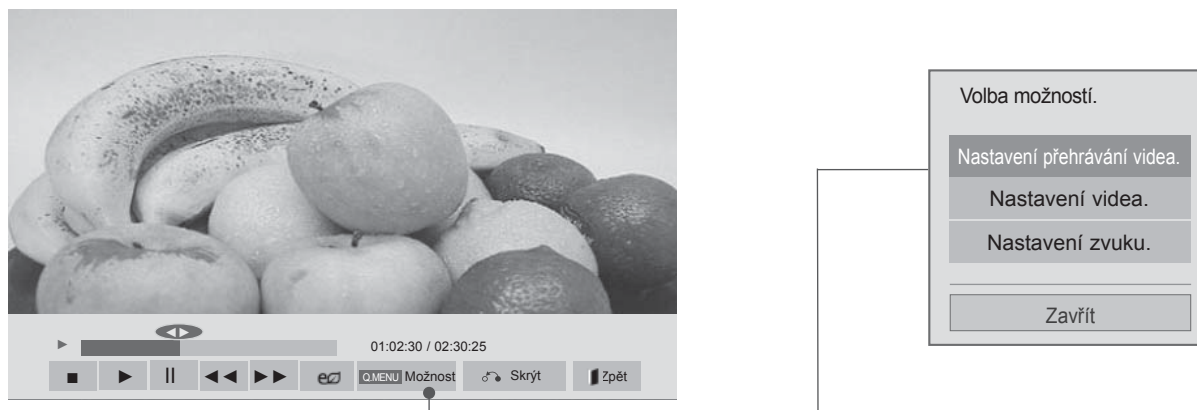 01:02:30 / 02:30:25
Q.MENU Možnost Skrýt Zpět
Volba možností.
Nastavení přehrávání videa.
Nastavení videa.
Nastavení zvuku.
Zavřít